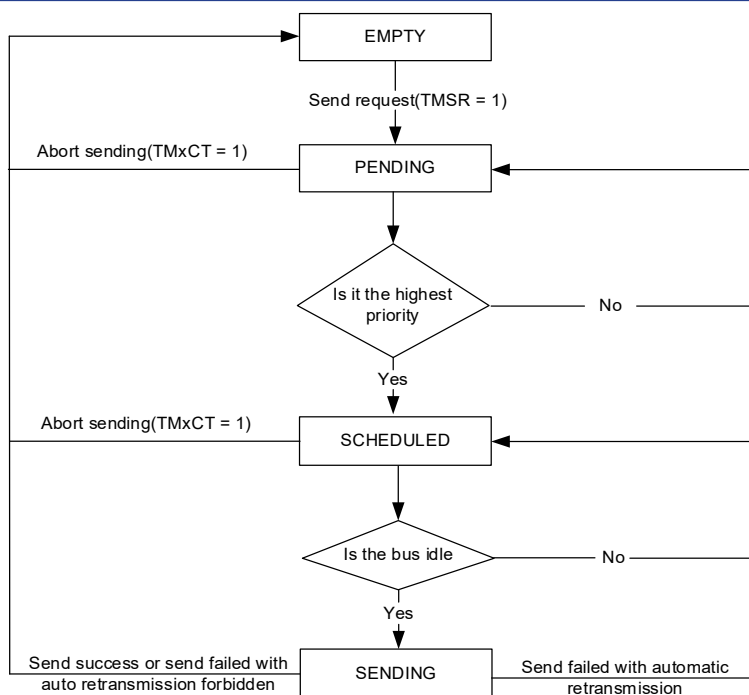 EMPTY
Send request(TMSR = 1)
Abort sending(TMxCT = 1)
PENDING
Is it the highest
priority
No
Yes
Abort sending(TMxCT = 1)
SCHEDULED
Is the bus idle
No
Yes
Send success or send failed with
auto retransmission forbidden
SENDING
Send failed with automatic
retransmission